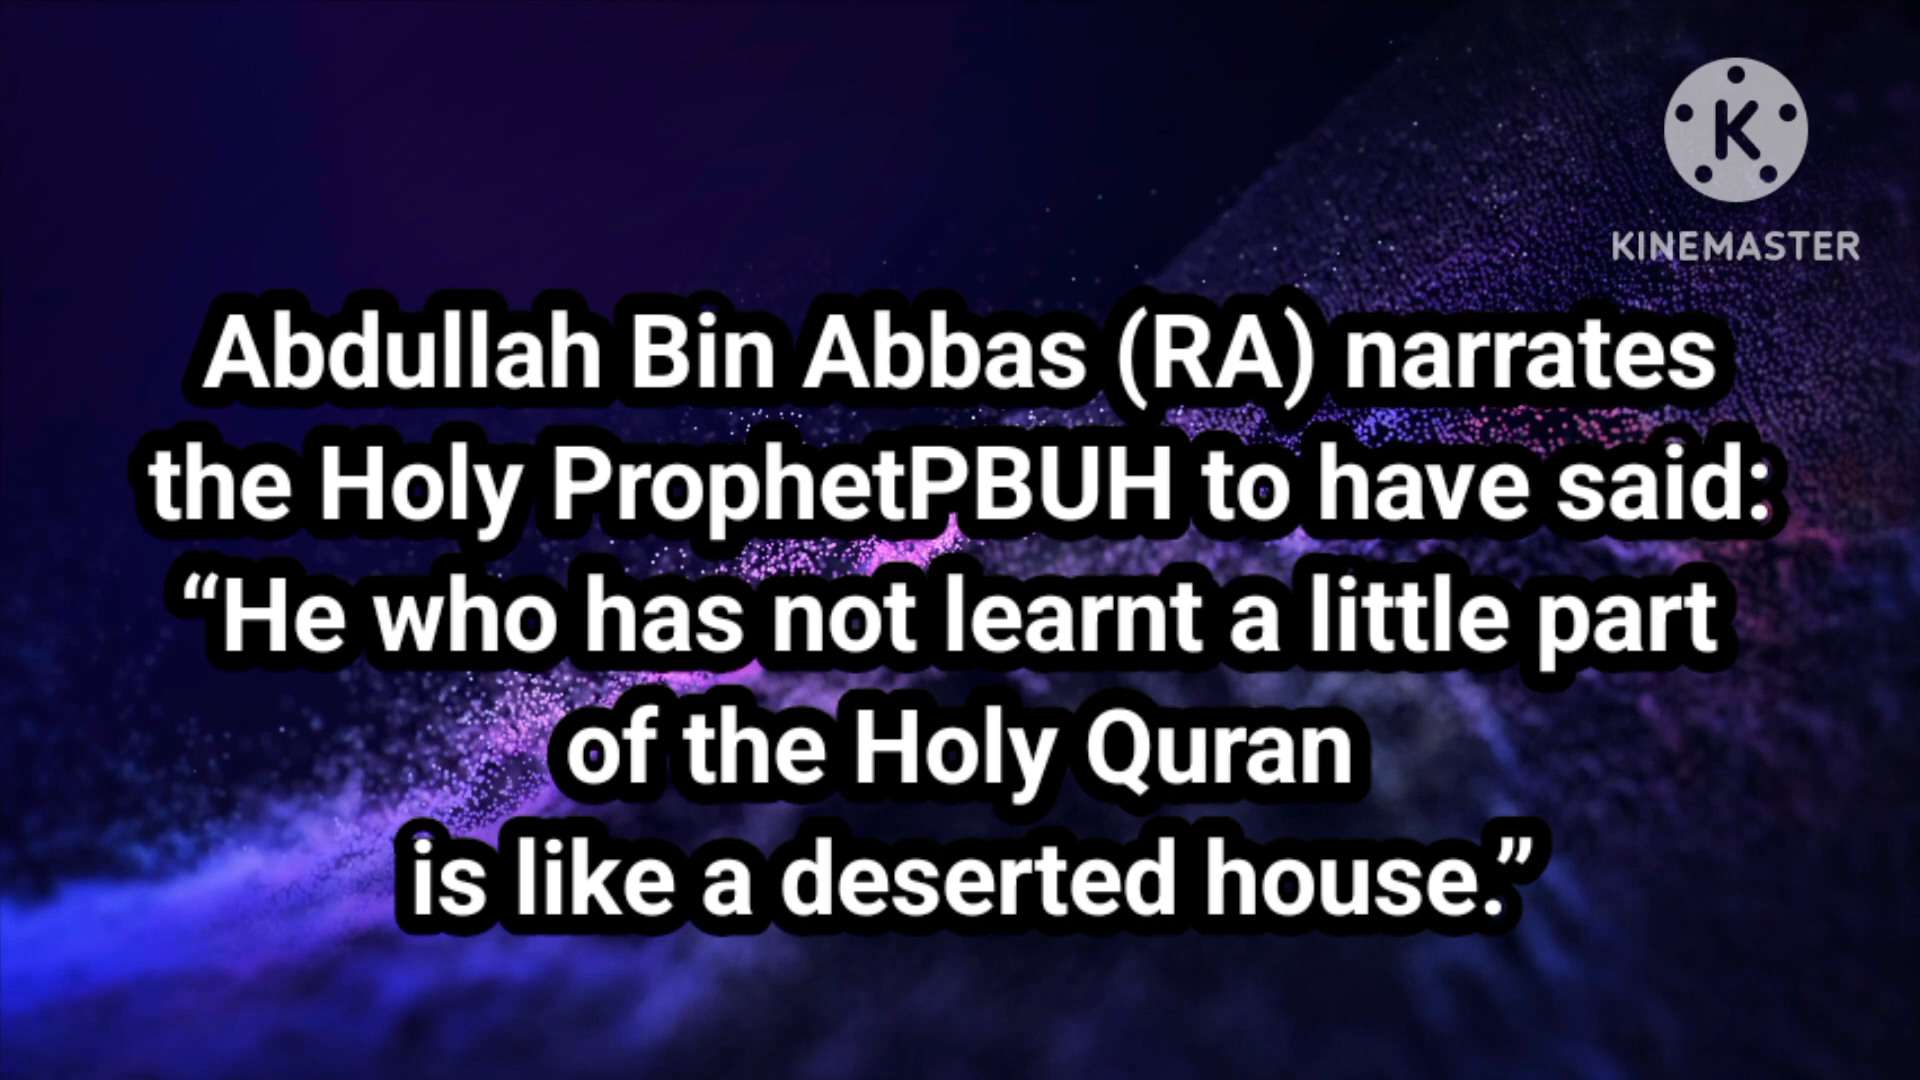 K
KINEMASTER
Abdullah Bin Abbas (RA) narrates
the Holy ProphetPBUH to have said:
“He who has not learnt a little part
of the Holy Quran
is like a deserted house.”